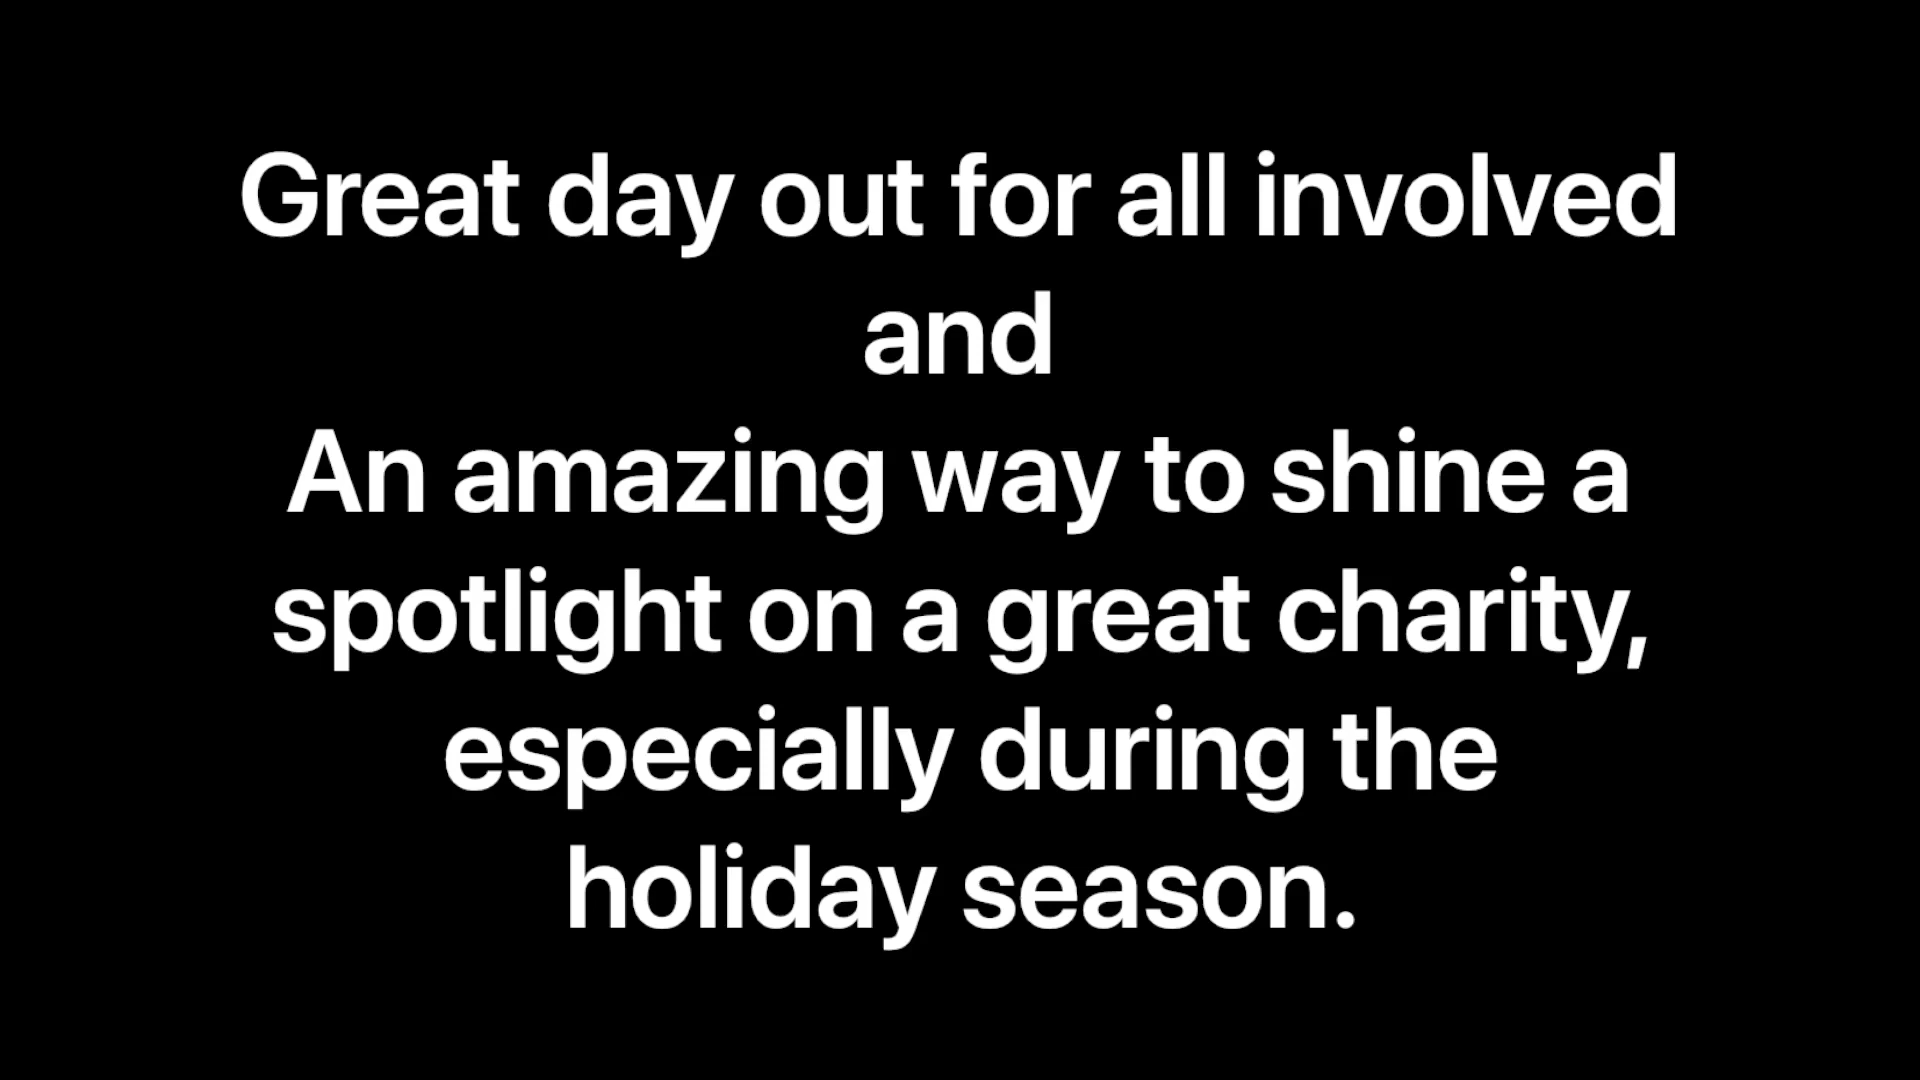 Great day out for all involved
and
An amazing way to shine a
spotlight on a great charity,
especially during the
holiday season.